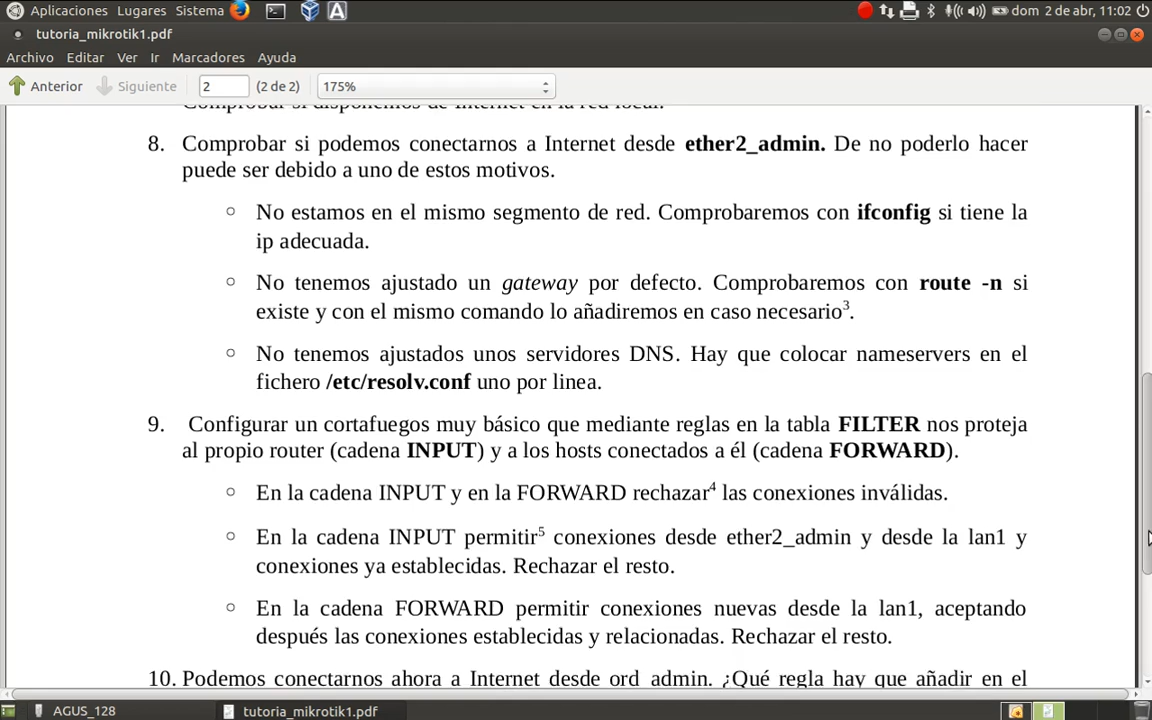 Aplicaciones Lugares Sistema dom 2 de abr, 11:02
tutoria_mikrotik1.pdf
Archivo Editar Ver Ir Marcadores Ayuda
Anterior Siguiente 2 (2 de 2) 175%
Comprobar si disponemos de Internet en la red local.
8. Comprobar si podemos conectarnos a Internet desde ether2_admin. De no poderlo hacer
puede ser debido a uno de estos motivos.
◦ No estamos en el mismo segmento de red. Comprobaremos con ifconfig si tiene la
ip adecuada.
◦ No tenemos ajustado un gateway por defecto. Comprobaremos con route -n si
existe y con el mismo comando lo añadiremos en caso necesario³.
◦ No tenemos ajustados unos servidores DNS. Hay que colocar nameservers en el
fichero /etc/resolv.conf uno por linea.
9. Configurar un cortafuegos muy básico que mediante reglas en la tabla FILTER nos proteja
al propio router (cadena INPUT) y a los hosts conectados a él (cadena FORWARD).
◦ En la cadena INPUT y en la FORWARD rechazar⁴ las conexiones inválidas.
◦ En la cadena INPUT permitir⁵ conexiones desde ether2_admin y desde la lan1 y
conexiones ya establecidas. Rechazar el resto.
◦ En la cadena FORWARD permitir conexiones nuevas desde la lan1, aceptando
después las conexiones establecidas y relacionadas. Rechazar el resto.
10. Podemos conectarnos ahora a Internet desde ord_admin. ¿Qué regla hay que añadir en el
AGUS_128 tutoria_mikrotik1.pdf